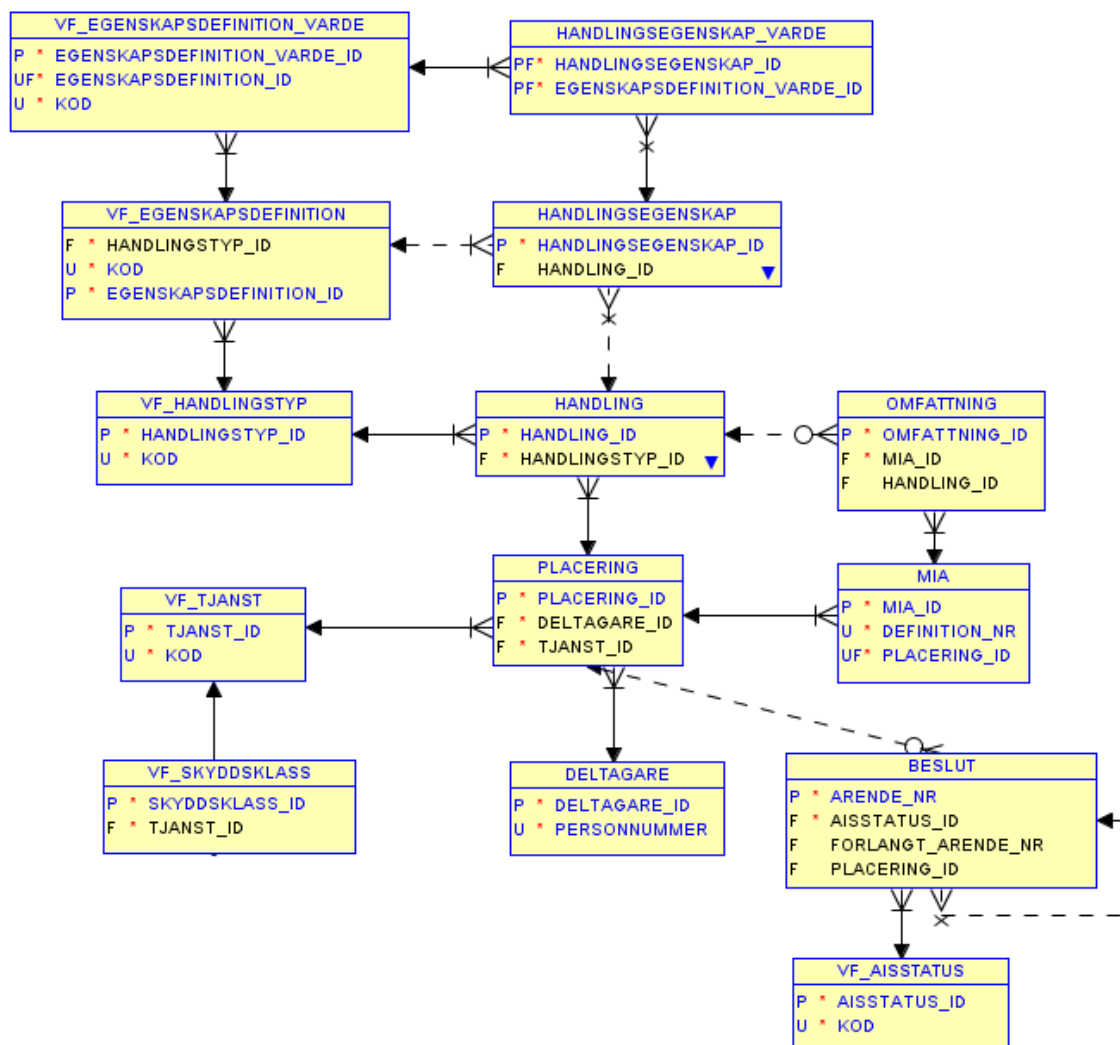 VF_EGENSKAPSDEFINITION_VARDE
P * EGENSKAPSDEFINITION_VARDE_ID
UF* EGENSKAPSDEFINITION_ID
U * KOD
HANDLINGSEGENSKAP_VARDE
PF* HANDLINGSEGENSKAP_ID
PF* EGENSKAPSDEFINITION_VARDE_ID
VF_EGENSKAPSDEFINITION
F * HANDLINGSTYP_ID
U * KOD
P * EGENSKAPSDEFINITION_ID
HANDLINGSEGENSKAP
P * HANDLINGSEGENSKAP_ID
F HANDLING_ID
VF_HANDLINGSTYP
P * HANDLINGSTYP_ID
U * KOD
HANDLING
P * HANDLING_ID
F * HANDLINGSTYP_ID
OMFATTNING
P * OMFATTNING_ID
F * MIA_ID
F HANDLING_ID
VF_TJANST
P * TJANST_ID
U * KOD
PLACERING
P * PLACERING_ID
F * DELTAGARE_ID
F * TJANST_ID
MIA
P * MIA_ID
U * DEFINITION_NR
UF* PLACERING_ID
VF_SKYDDSKLASS
P * SKYDDSKLASS_ID
F * TJANST_ID
DELTAGARE
P * DELTAGARE_ID
U * PERSONNUMMER
BESLUT
P * ARENDE_NR
F * AISSTATUS_ID
F FORLANGT_ARENDE_NR
F PLACERING_ID
VF_AISSTATUS
P * AISSTATUS_ID
U * KOD